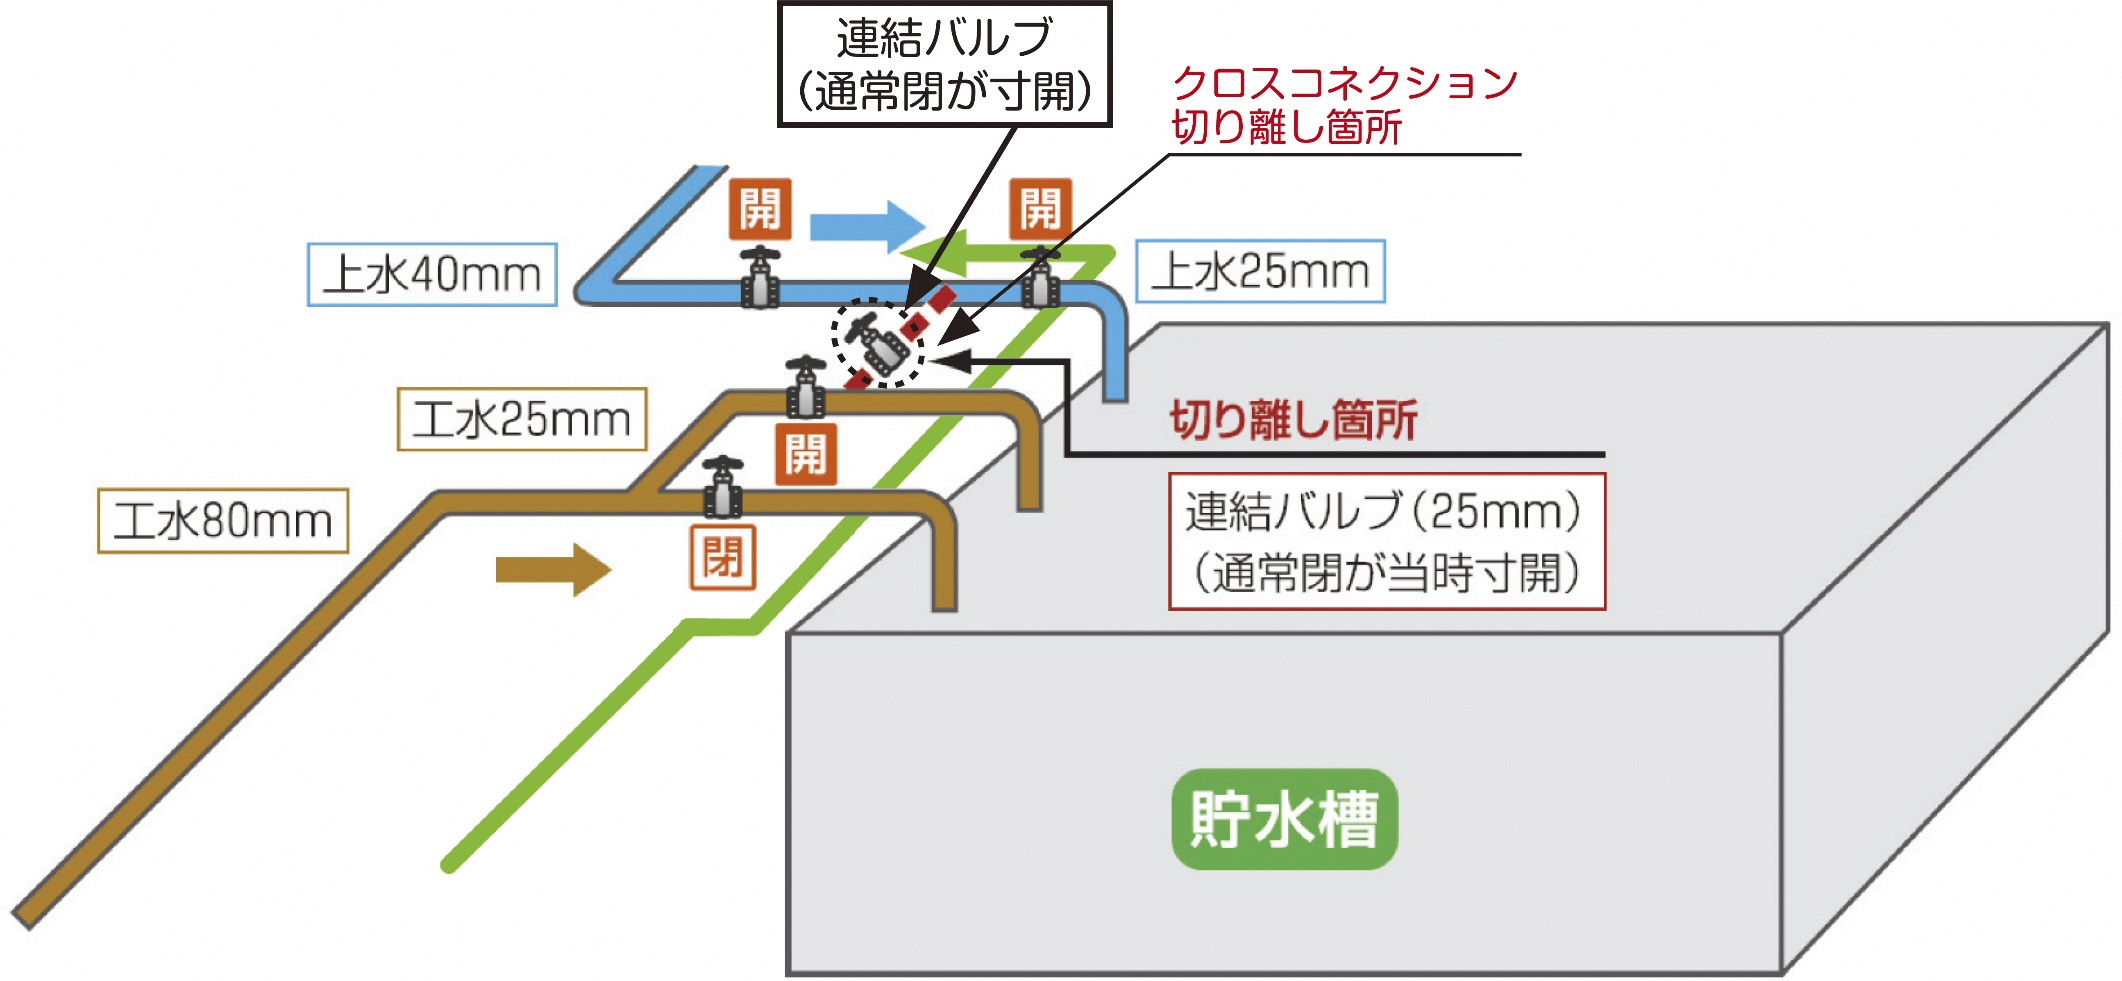 連結バルブ
（通常閉が寸開）
クロスコネクション
切り離し箇所
開
開
上水40mm
上水25mm
工水25mm
開
切り離し箇所
工水80mm
閉
連結バルブ（25mm）
（通常閉が当時寸開）
貯水槽